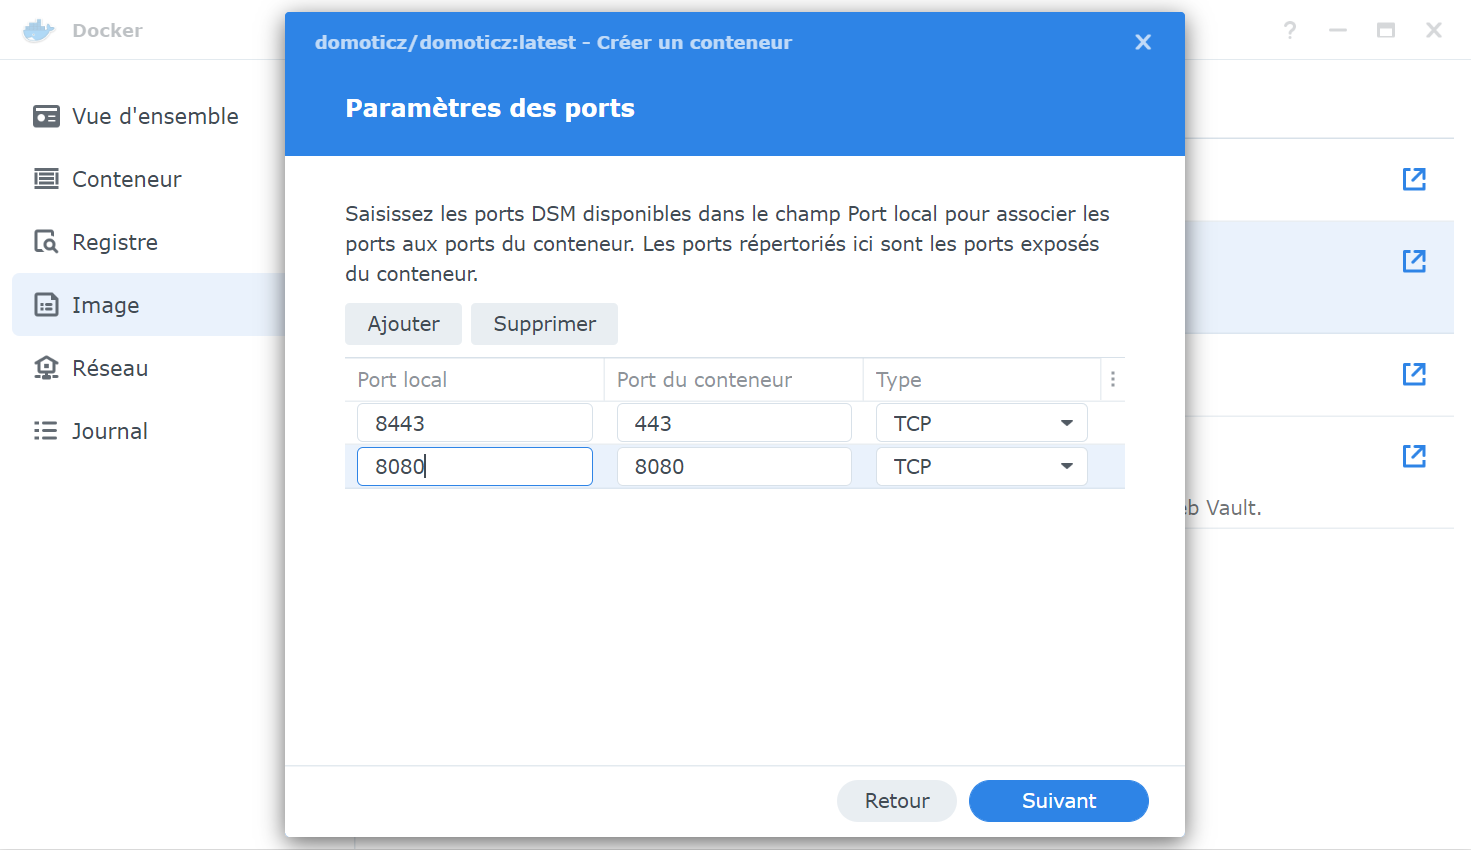 Docker
?
Vue d'ensemble
Conteneur
Registre
Image
Réseau
Journal
domoticz/domoticz:latest - Créer un conteneur
Paramètres des ports
Saisissez les ports DSM disponibles dans le champ Port local pour associer les
ports aux ports du conteneur. Les ports répertoriés ici sont les ports exposés
du conteneur.
Ajouter Supprimer
Port local Port du conteneur Type
8443 443 TCP
8080 8080 TCP
Vault.
Retour Suivant